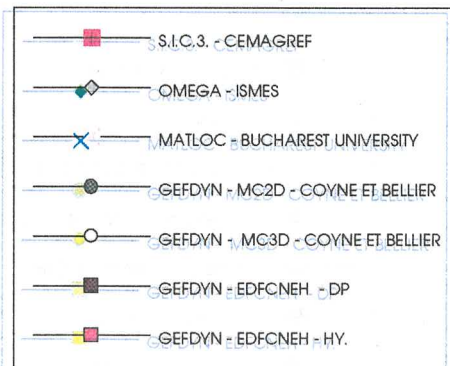 S.I.C.3. - CEMAGREF
OMEGA - ISMES
MATLOC - BUCHAREST UNIVERSITY
GEFDYN - MC2D - COYNE ET BELLIER
GEFDYN - MC3D - COYNE ET BELLIER
GEFDYN - EDFCNEH - DP
GEFDYN - EDFCNEH - HY.